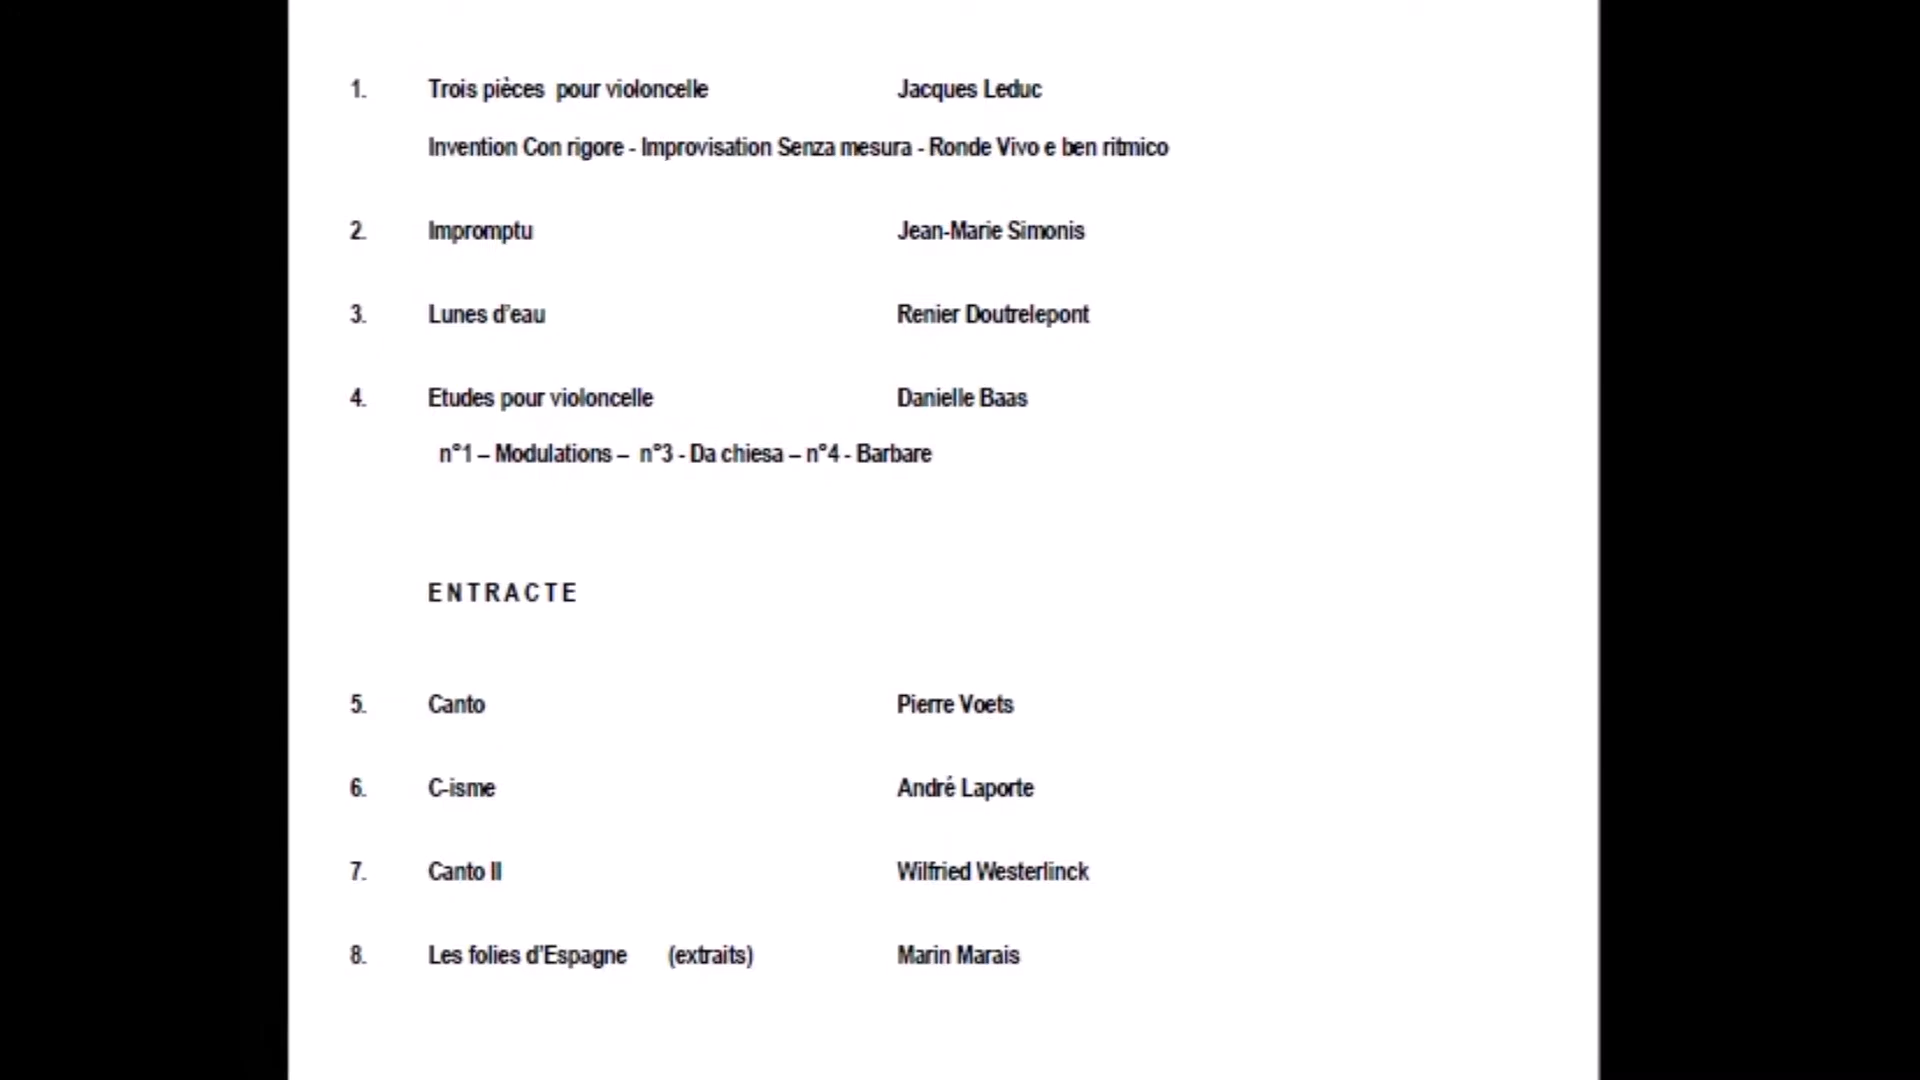 1. Trois pièces pour violoncelle Jacques Leduc
Invention Con rigore - Improvisation Senza mesura - Ronde Vivo e ben ritmico
2. Impromptu Jean-Marie Simonis
3. Lunes d'eau Renier Doutrelepont
4. Etudes pour violoncelle Danielle Baas
n°1 – Modulations – n°3 - Da chiesa – n°4 - Barbare
E N T R A C T E
5. Canto Pierre Voets
6. C-isme André Laporte
7. Canto II Wilfried Westerlinck
8. Les folies d'Espagne (extraits) Marin Marais